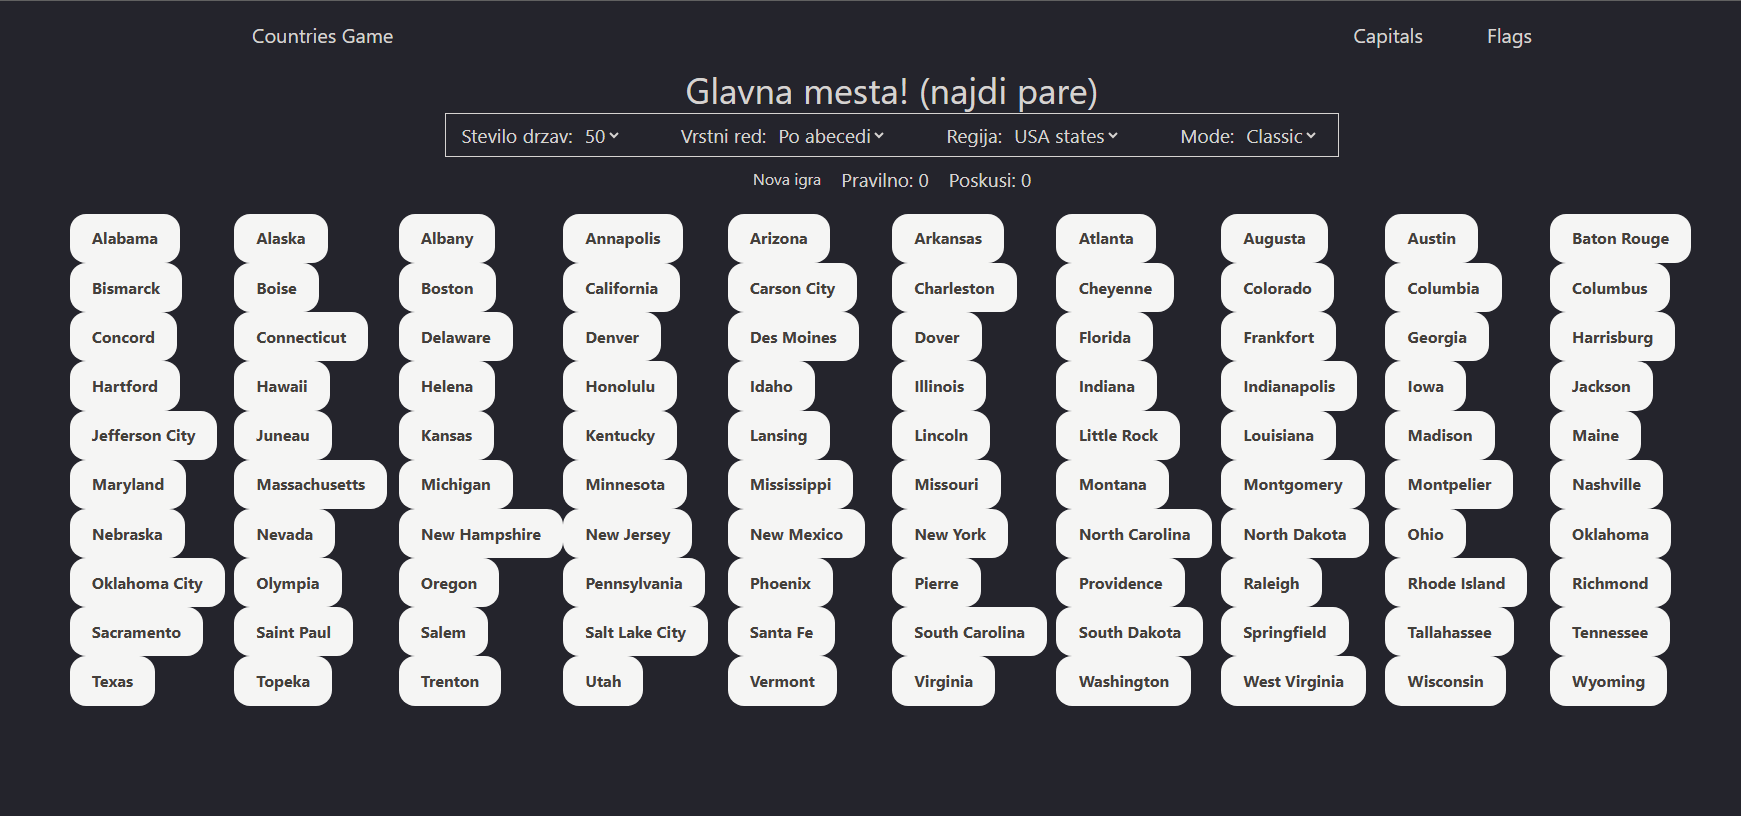 Countries Game Capitals Flags
Glavna mesta! (najdi pare)
Stevilo drzav: 50 Vrstni red: Po abecedi Regija: USA states Mode: Classic
Nova igra Pravilno: 0 Poskusi: 0
Alabama Alaska Albany Annapolis Arizona Arkansas Atlanta Augusta Austin Baton Rouge
Bismarck Boise Boston California Carson City Charleston Cheyenne Colorado Columbia Columbus
Concord Connecticut Delaware Denver Des Moines Dover Florida Frankfort Georgia Harrisburg
Hartford Hawaii Helena Honolulu Idaho Illinois Indiana Indianapolis Iowa Jackson
Jefferson City Juneau Kansas Kentucky Lansing Lincoln Little Rock Louisiana Madison Maine
Maryland Massachusetts Michigan Minnesota Mississippi Missouri Montana Montgomery Montpelier Nashville
Nebraska Nevada New Hampshire New Jersey New Mexico New York North Carolina North Dakota Ohio Oklahoma
Oklahoma City Olympia Oregon Pennsylvania Phoenix Pierre Providence Raleigh Rhode Island Richmond
Sacramento Saint Paul Salem Salt Lake City Santa Fe South Carolina South Dakota Springfield Tallahassee Tennessee
Texas Topeka Trenton Utah Vermont Virginia Washington West Virginia Wisconsin Wyoming